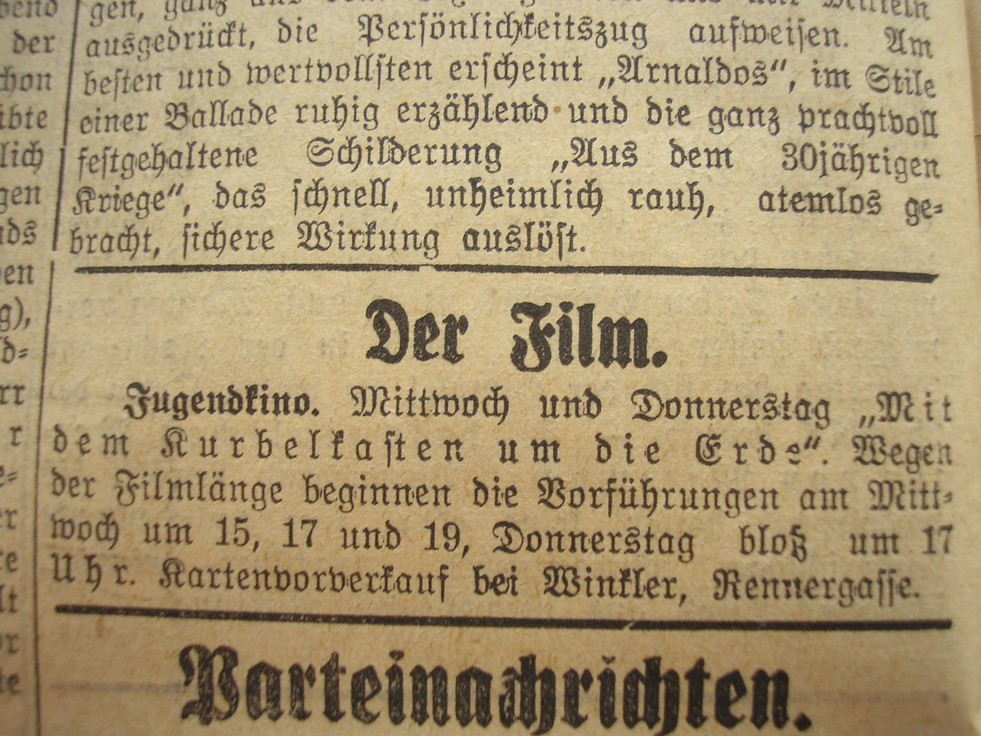 gen, ganz
ausgedrückt, die Persönlichkeitszug aufweisen. Am
besten und wertvollsten erscheint „Arnaldos“, im Stile
einer Ballade ruhig erzählend und die ganz prachtvoll
festgehaltene Schilderung „Aus dem 30jährigen
Kriege“, das schnell, unheimlich rauh, atemlos ge-
bracht, sichere Wirkung auslöst.
Der Film.
Jugendkino. Mittwoch und Donnerstag „Mit
dem Kurbelkasten um die Erde“. Wegen
der Filmlänge beginnen die Vorführungen am Mitt-
woch um 15, 17 und 19, Donnerstag bloß um 17
Uhr. Kartenvorverkauf bei Winkler, Rennergasse.
Parteinachrichten.